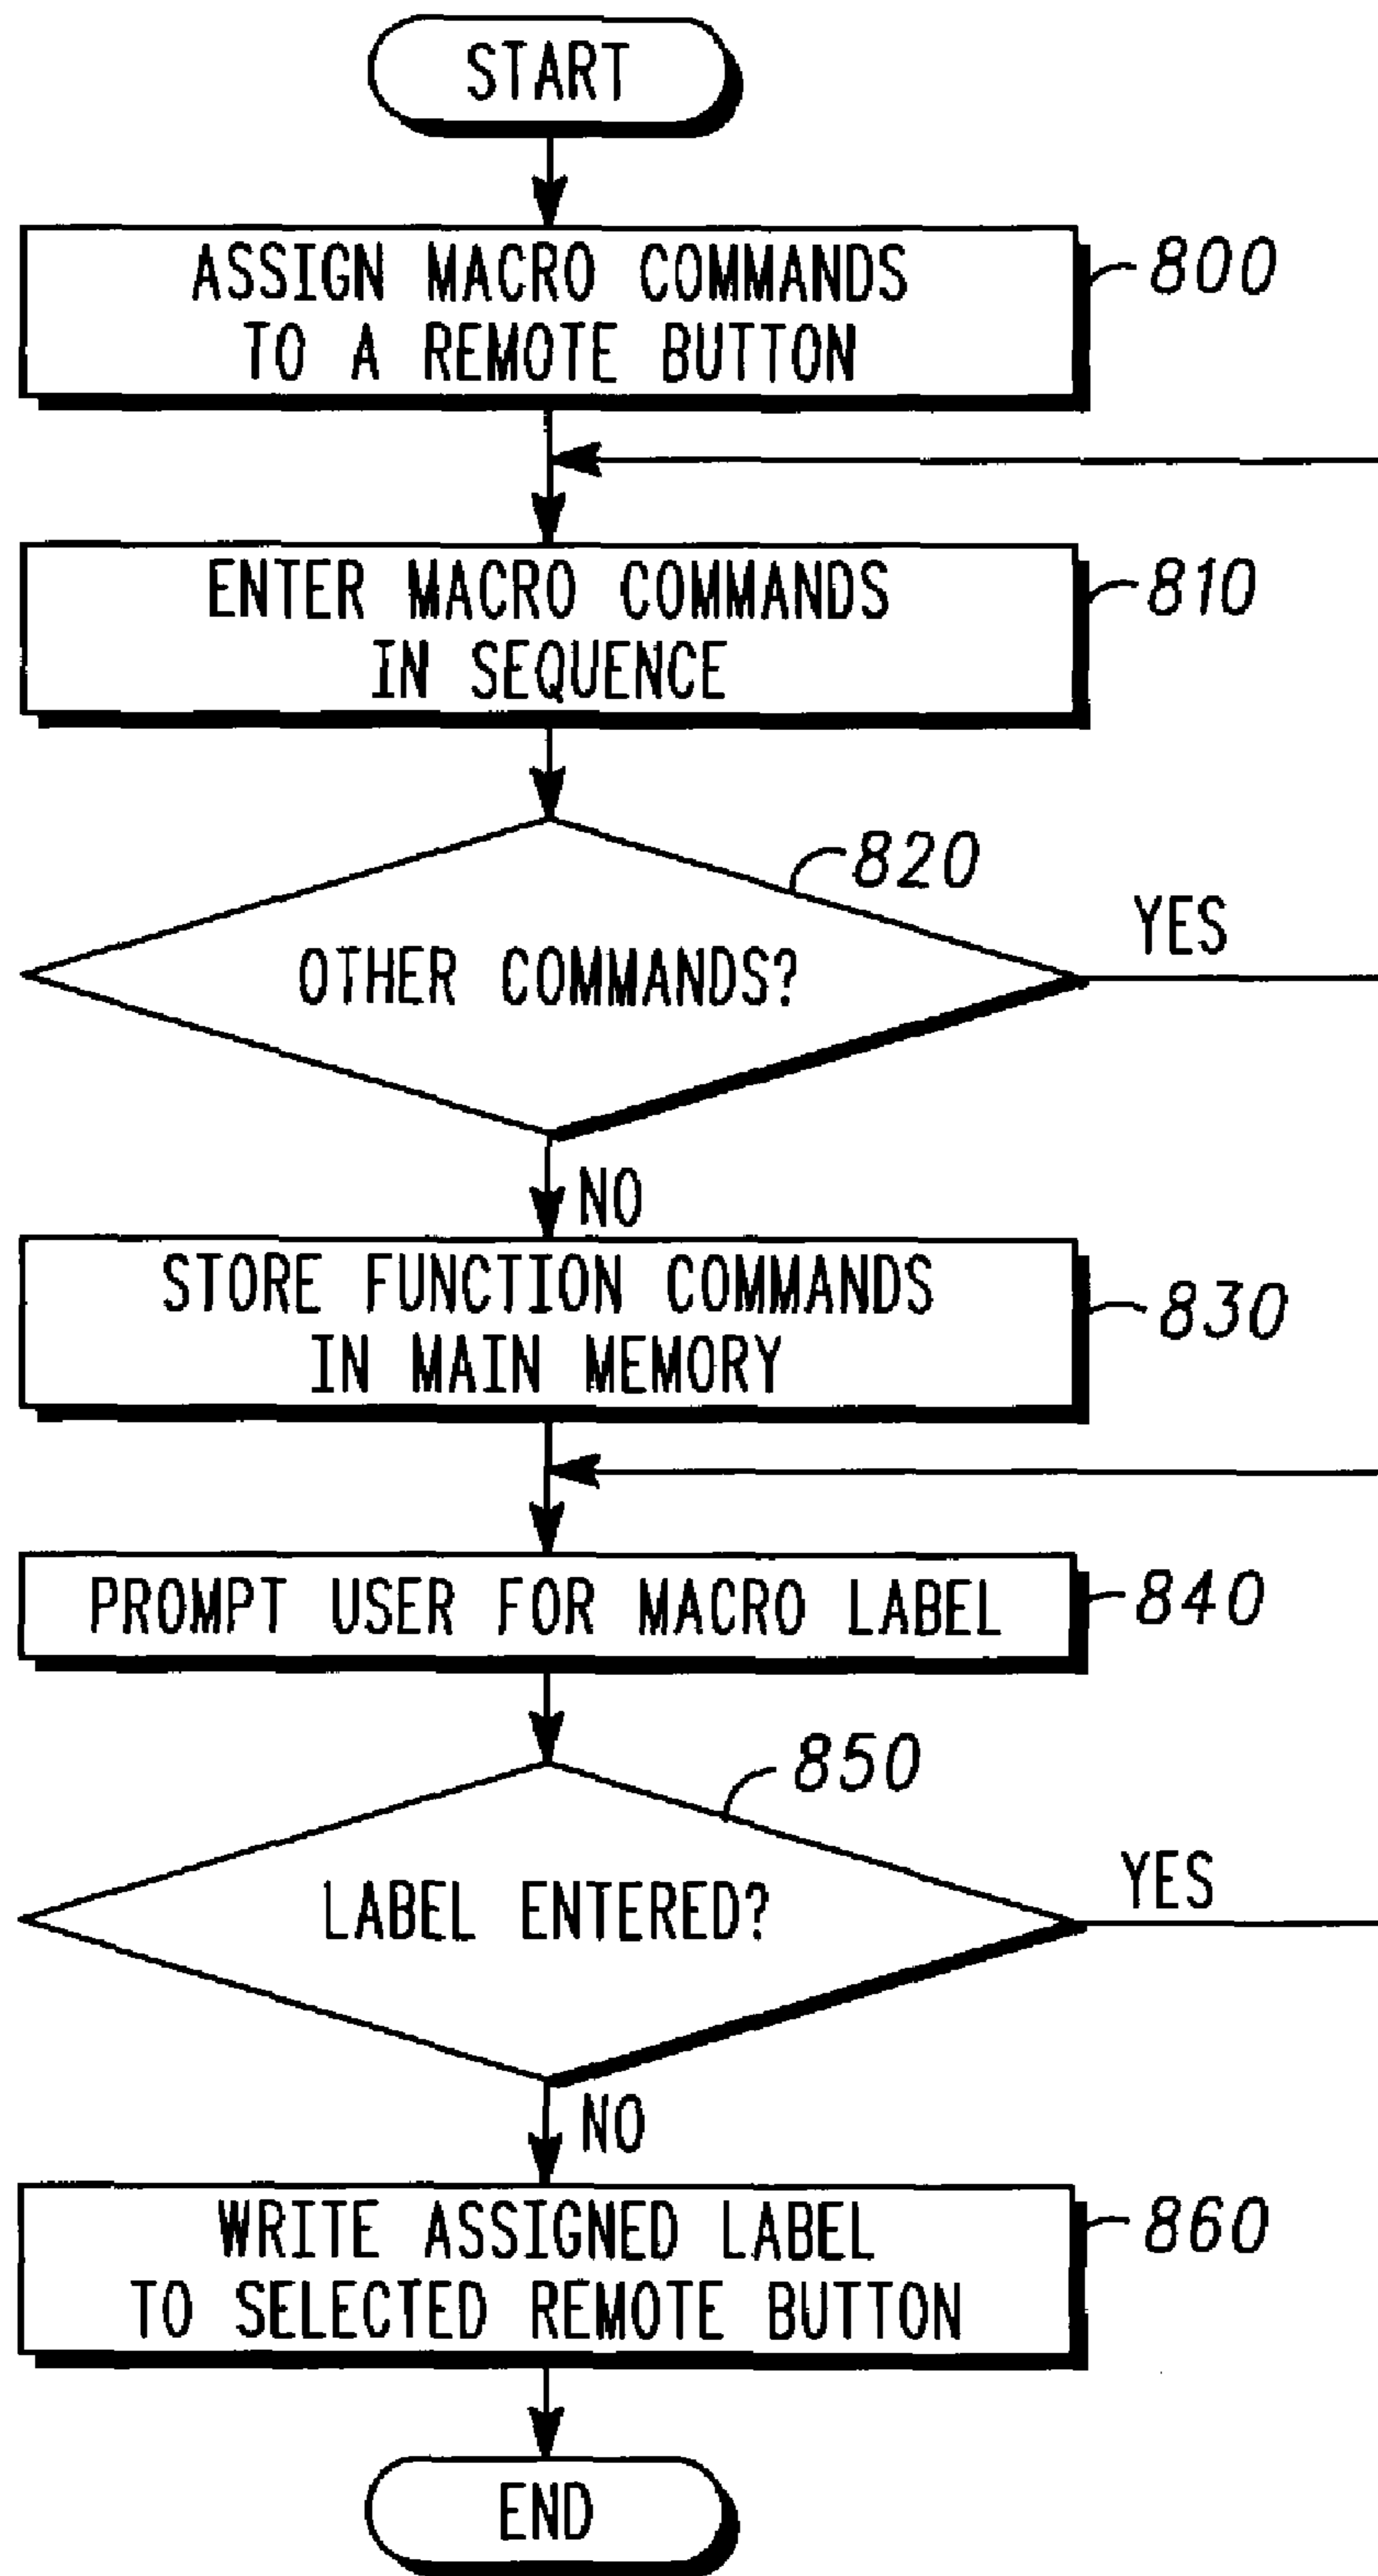 START
ASSIGN MACRO COMMANDS
TO A REMOTE BUTTON
800
ENTER MACRO COMMANDS
IN SEQUENCE
810
820
OTHER COMMANDS?
YES
NO
STORE FUNCTION COMMANDS
IN MAIN MEMORY
830
PROMPT USER FOR MACRO LABEL
840
850
LABEL ENTERED?
YES
NO
WRITE ASSIGNED LABEL
TO SELECTED REMOTE BUTTON
860
END